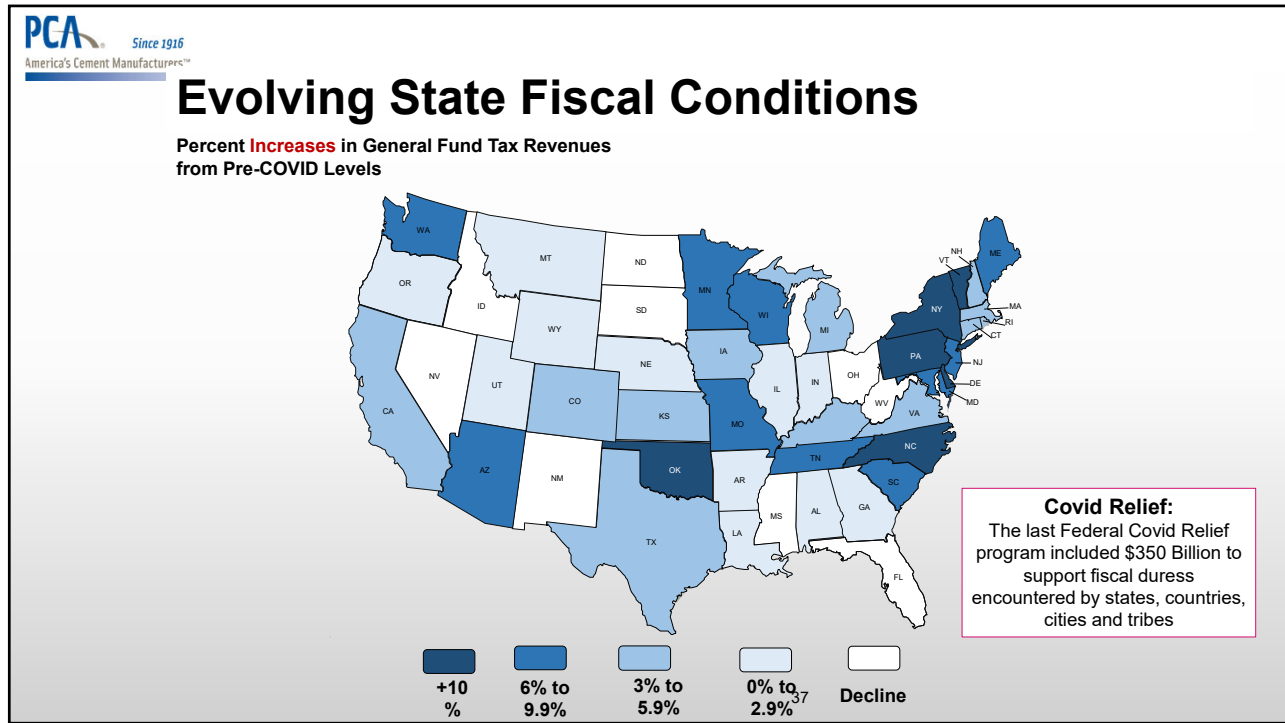 PCA
Since 1916
America's Cement Manufacturers™
Evolving State Fiscal Conditions
Percent Increases in General Fund Tax Revenues
from Pre-COVID Levels
WA
MT
ND
OR
ID
SD
MN
WI
MI
WY
NE
IA
NV
UT
CO
KS
CA
AZ
NM
OK
TX
MO
AR
LA
IL
IN
OH
WV
VA
NC
TN
SC
MS
AL
GA
FL
NY
PA
VT
NH
ME
MA
RI
CT
NJ
DE
MD
Covid Relief:
The last Federal Covid Relief
program included $350 Billion to
support fiscal duress
encountered by states, countries,
cities and tribes
+10
%
6% to
9.9%
3% to
5.9%
0% to
2.9%
Decline
37